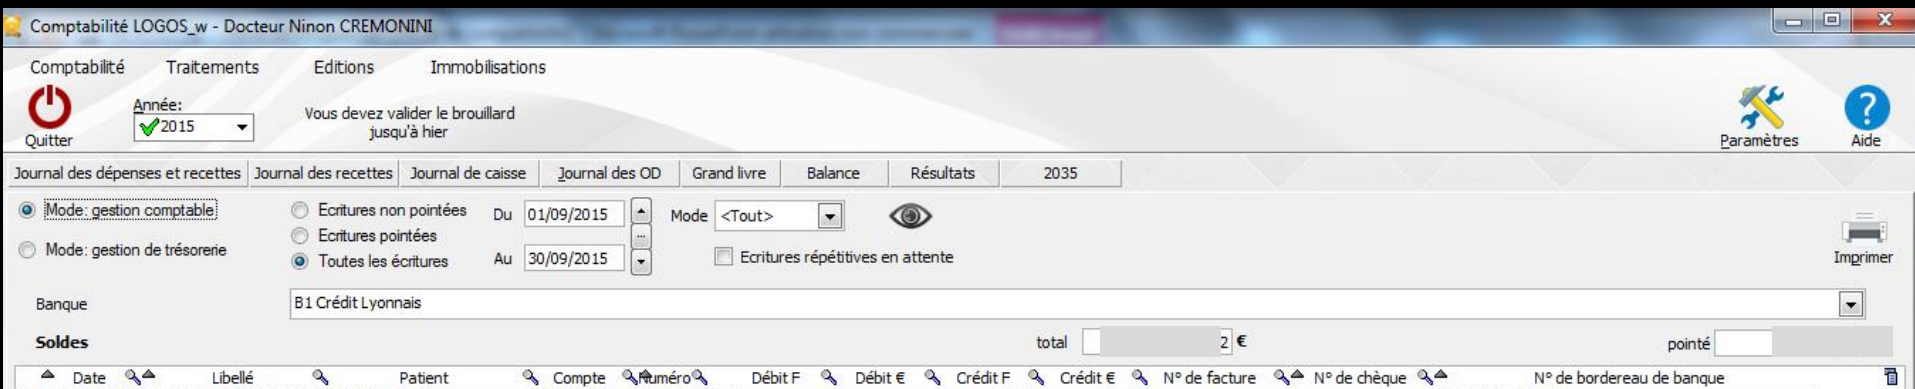 Comptabilité LOGOS_w - Docteur Ninon CREMONINI
Comptabilité Traitements Editions Immobilisations
Année:
2015
Vous devez valider le brouillard
jusqu'à hier
Quitter
Paramètres
Aide
Journal des dépenses et recettes Journal des recettes Journal de caisse Journal des OD Grand livre Balance Résultats 2035
Mode: gestion comptable Ecritures non pointées Du 01/09/2015 Mode <Tout>
Ecritures pointées
Mode: gestion de trésorerie Toutes les écritures Au 30/09/2015 Ecritures répétitives en attente
Imprimer
Banque B1 Crédit Lyonnais
Soldes total 2 € pointé
Date Libellé Patient Compte Numéro Débit F Débit € Crédit F Crédit € N° de facture N° de chèque N° de bordereau de banque